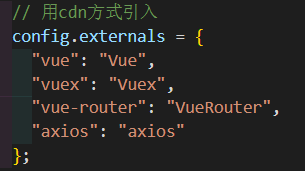 // 用cdn方式引入
config.externals = {
  "vue": "Vue",
  "vuex": "Vuex",
  "vue-router": "VueRouter",
  "axios": "axios"
};